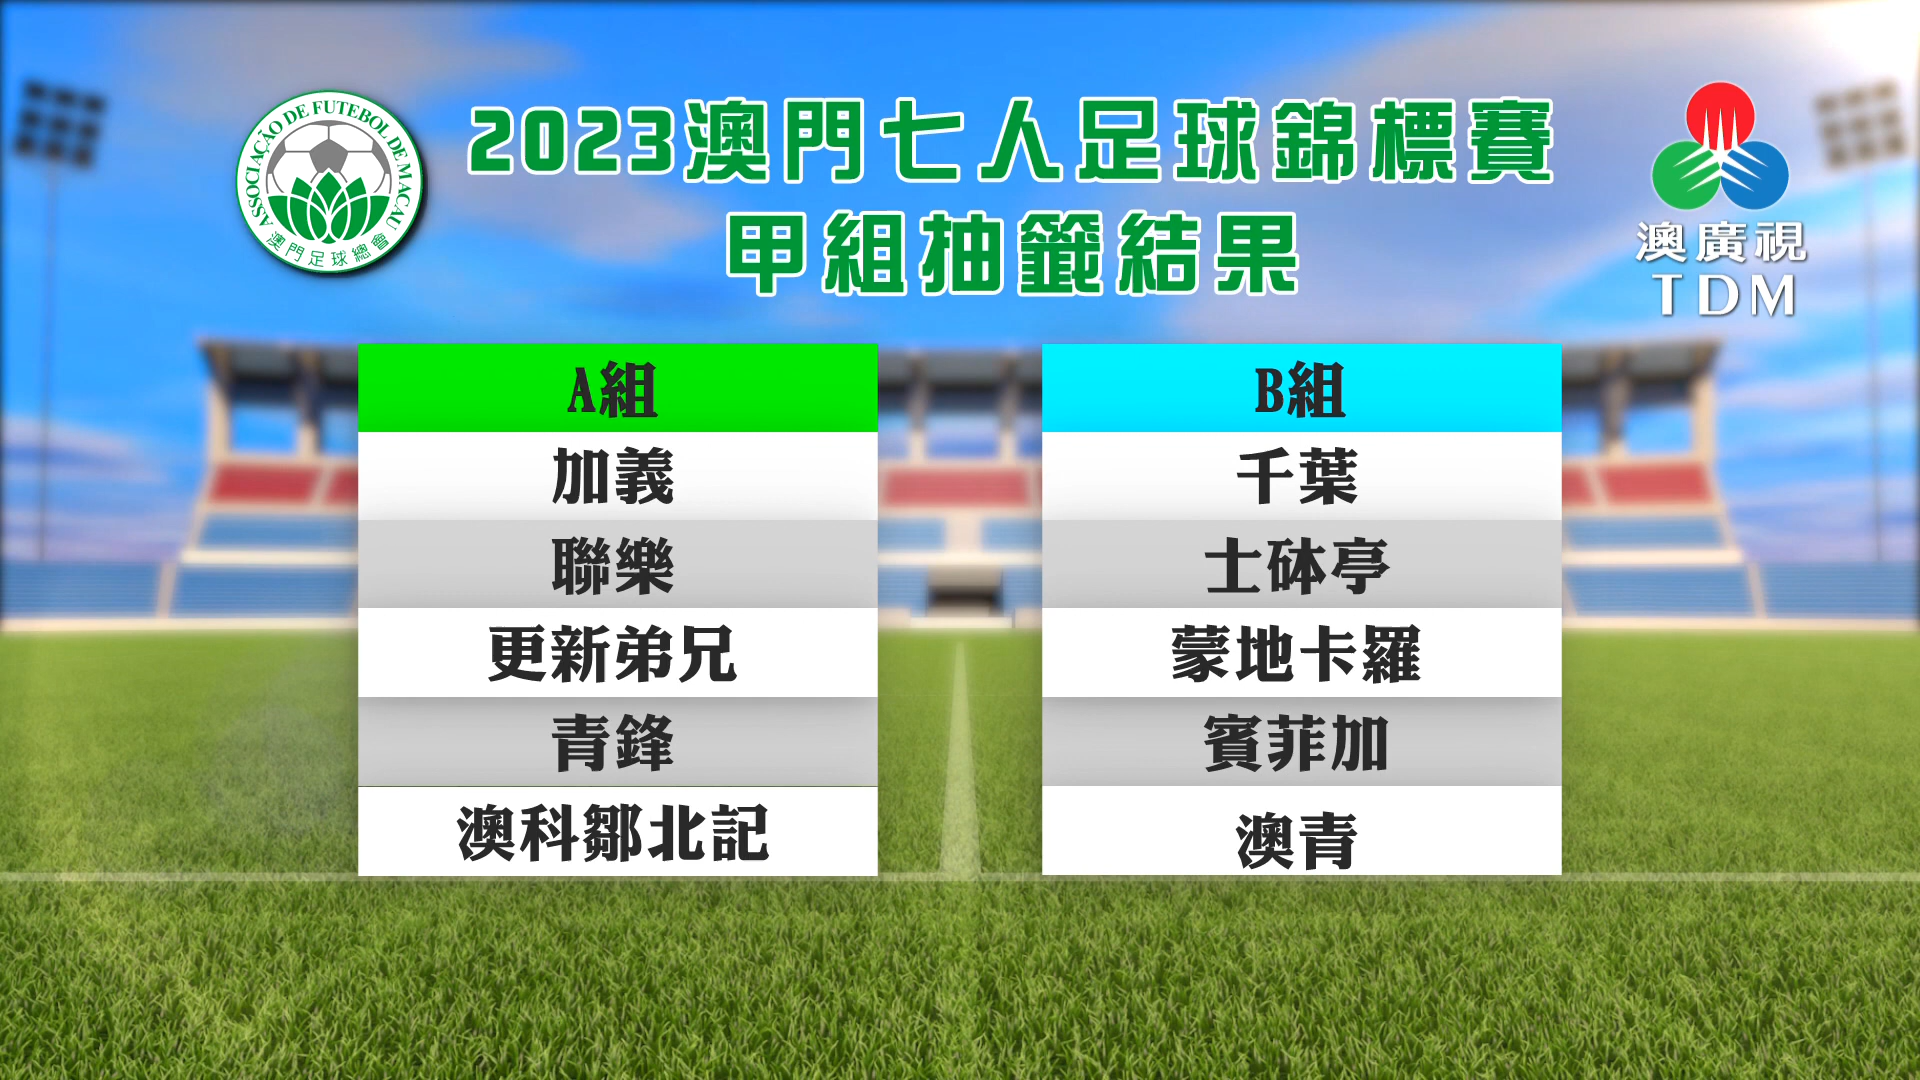 2023澳門七人足球錦標賽
甲組抽籤結果
ASSOCIAÇÃO DE FUTEBOL DE MACAU
澳門足球總會
澳廣視
TDM
A組
加義
聯樂
更新弟兄
青鋒
澳科鄒北記
B組
千葉
士砵亭
蒙地卡羅
賓菲加
澳青